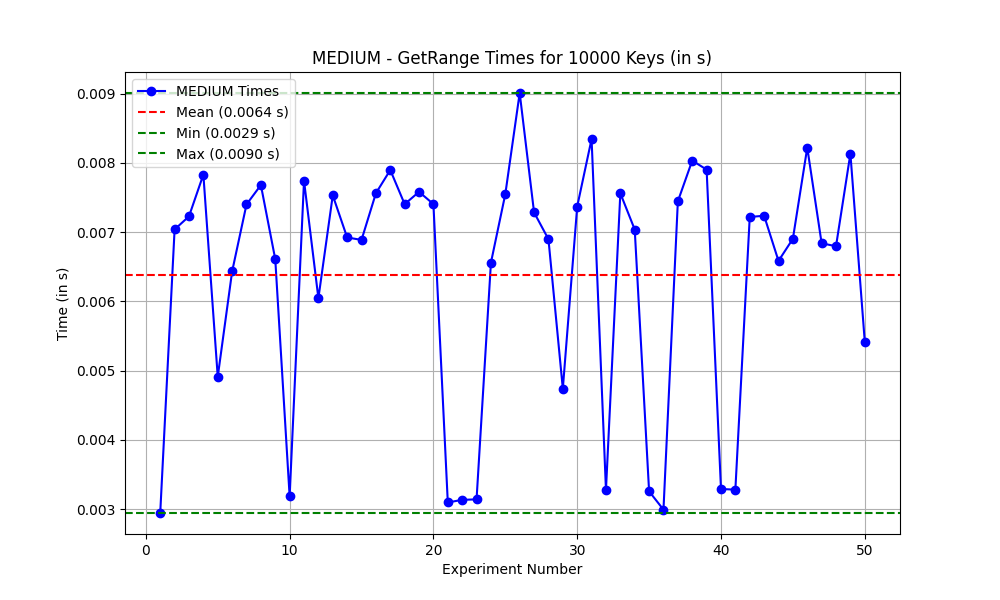 MEDIUM - GetRange Times for 10000 Keys (in s)
MEDIUM Times
Mean (0.0064 s)
Min (0.0029 s)
Max (0.0090 s)
0.009
0.008
0.007
0.006
0.005
0.004
0.003
Time (in s)
0 10 20 30 40 50
Experiment Number